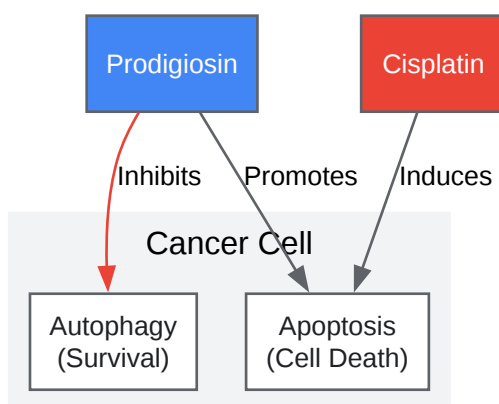 Prodigiosin
Cisplatin
Inhibits
Promotes
Induces
Cancer Cell
Autophagy
(Survival)
Apoptosis
(Cell Death)